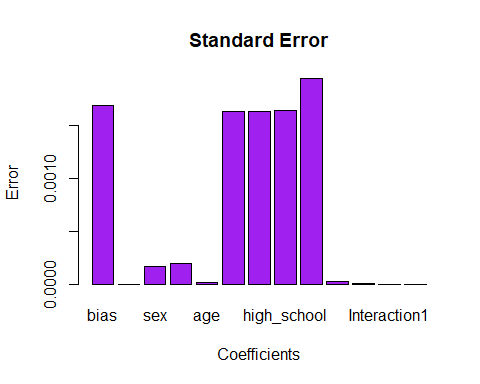 Standard Error
Error
0.0010
0.0000
bias sex age high_school Interaction1
Coefficients